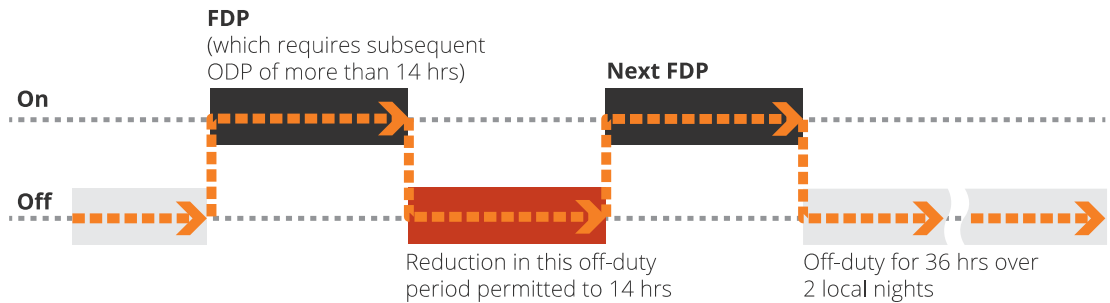 FDP
(which requires subsequent
ODP of more than 14 hrs)
Next FDP
On
Off
Reduction in this off-duty
period permitted to 14 hrs
Off-duty for 36 hrs over
2 local nights